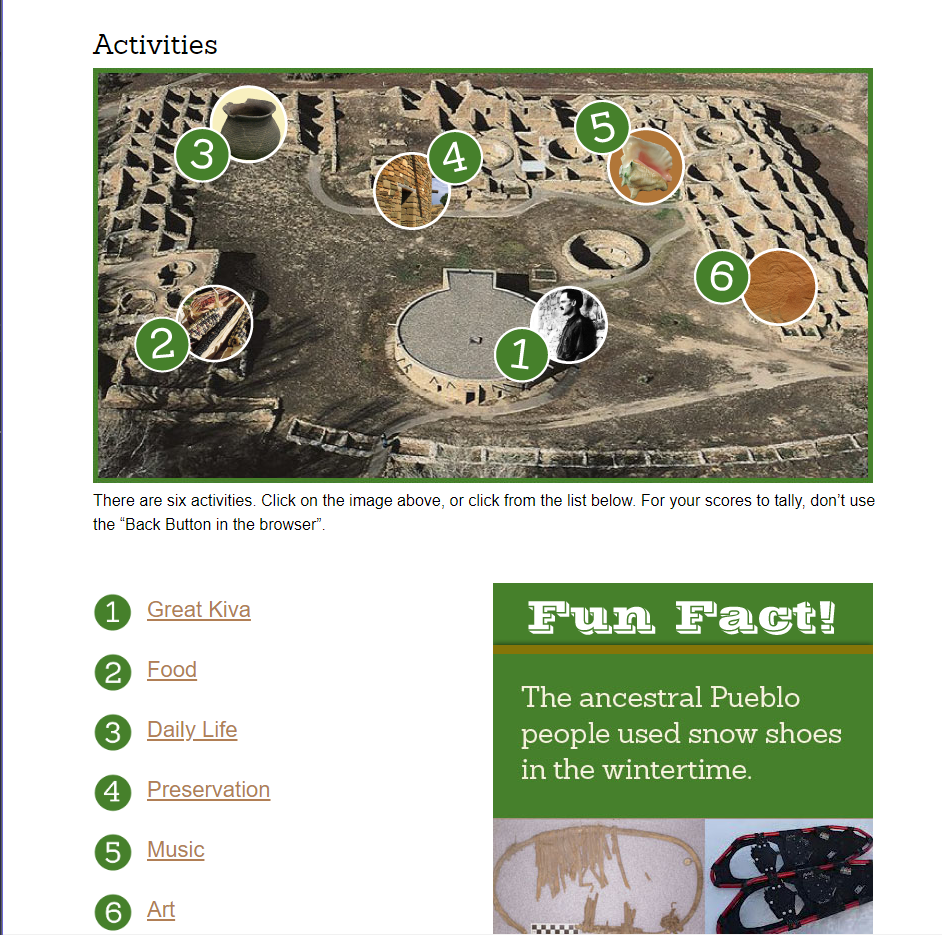 Activities
3
4
5
6
2
1
There are six activities. Click on the image above, or click from the list below. For your scores to tally, don’t use
the “Back Button in the browser”.
1 Great Kiva
2 Food
3 Daily Life
4 Preservation
5 Music
6 Art
Fun Fact!
The ancestral Pueblo
people used snow shoes
in the wintertime.